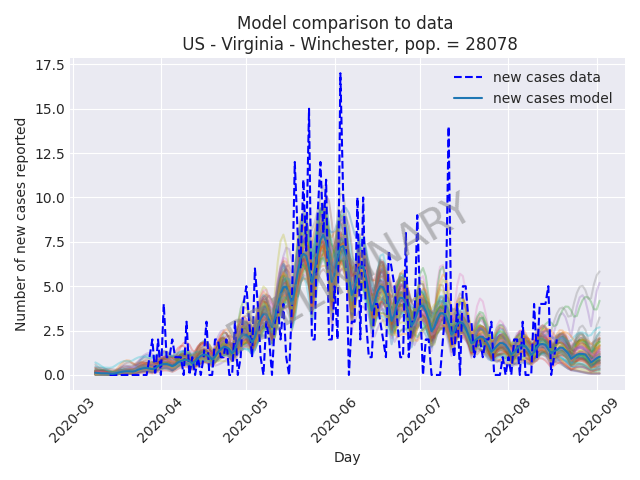 Model comparison to data
US - Virginia - Winchester, pop. = 28078
17.5
15.0
12.5
10.0
7.5
5.0
2.5
0.0
Number of new cases reported
new cases data
new cases model
2020-03
2020-04
2020-05
2020-06
2020-07
2020-08
2020-09
Day